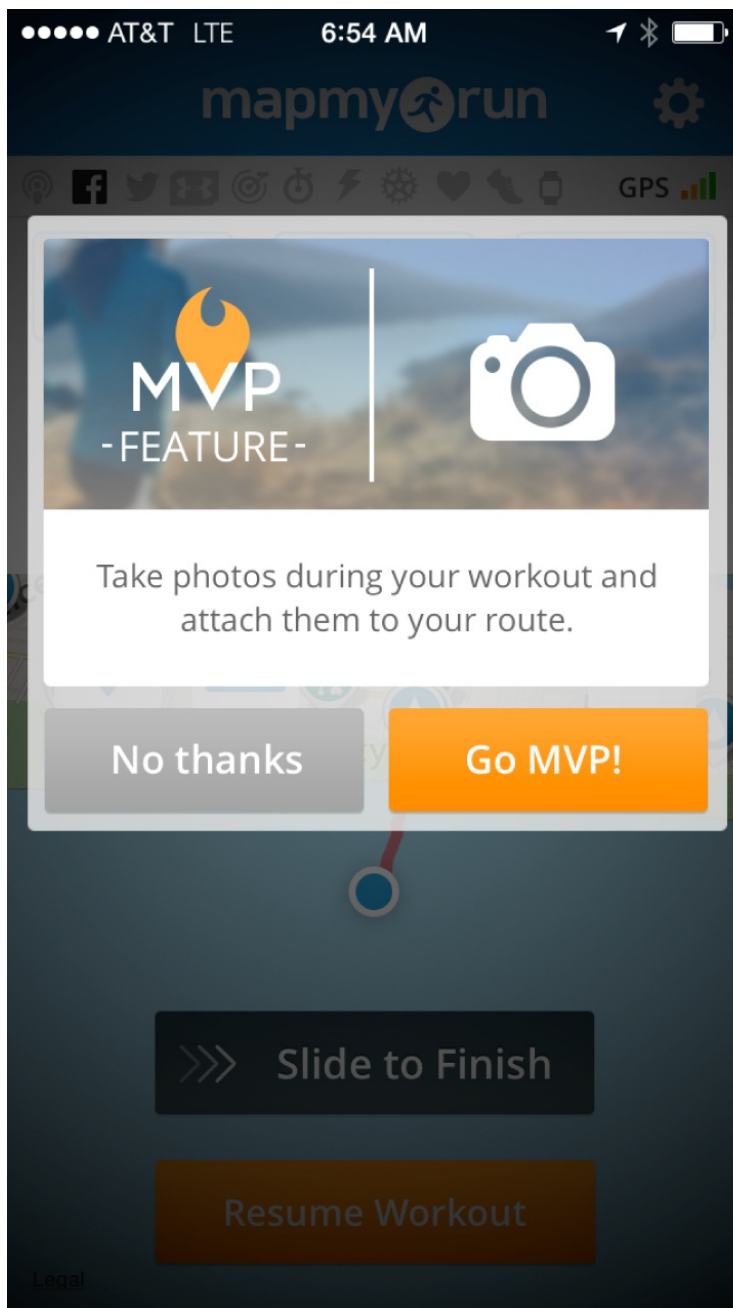 AT&T LTE 6:54 AM
mapmyrun
GPS
MVP
-FEATURE-
Take photos during your workout and
attach them to your route.
No thanks
Go MVP!
Slide to Finish
Resume Workout
Legal